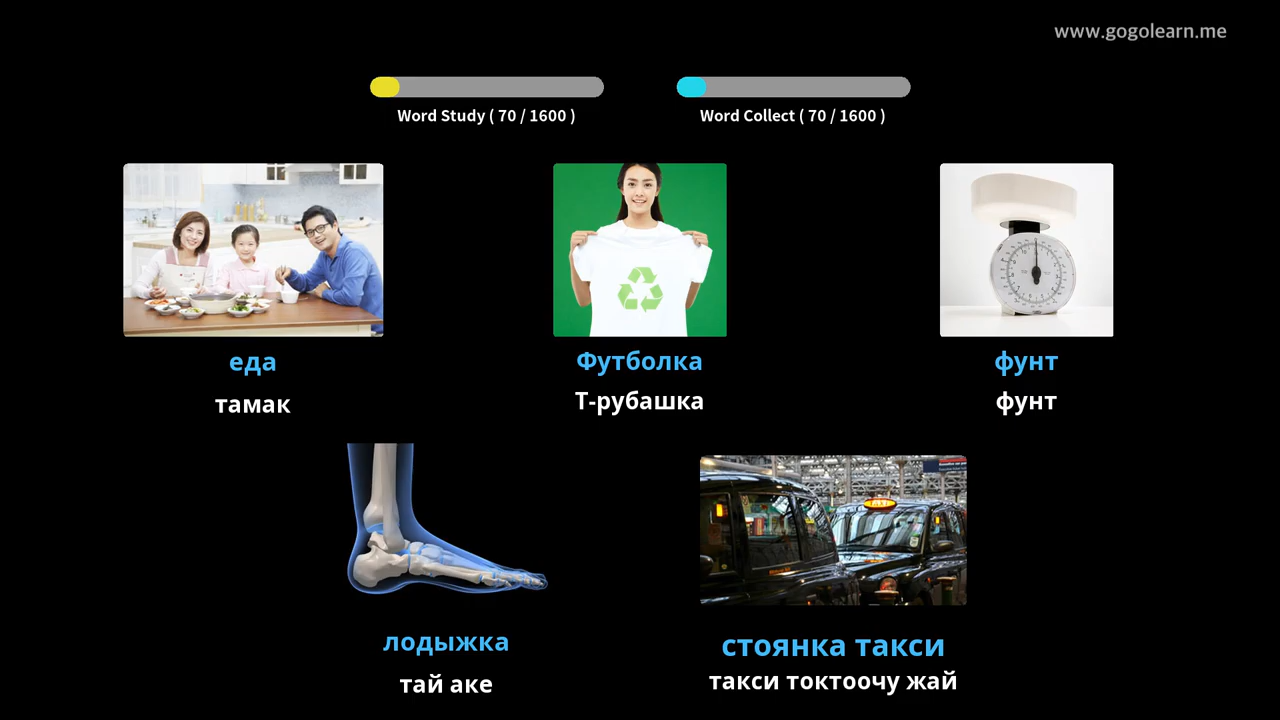 www.gogolearn.me
Word Study ( 70 / 1600 )
Word Collect ( 70 / 1600 )
еда
Футболка
фунт
тамак
Т-рубашка
фунт
TAXI
лодыжка
стоянка такси
тай аке
такси токтоочу жай